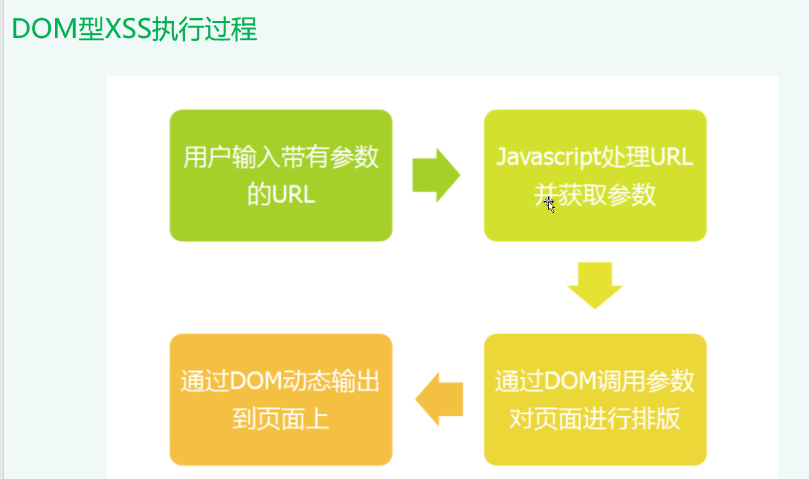 DOM型XSS执行过程
用户输入带有参数
的URL
Javascript处理URL
并获取参数
通过DOM调用参数
对页面进行排版
通过DOM动态输出
到页面上